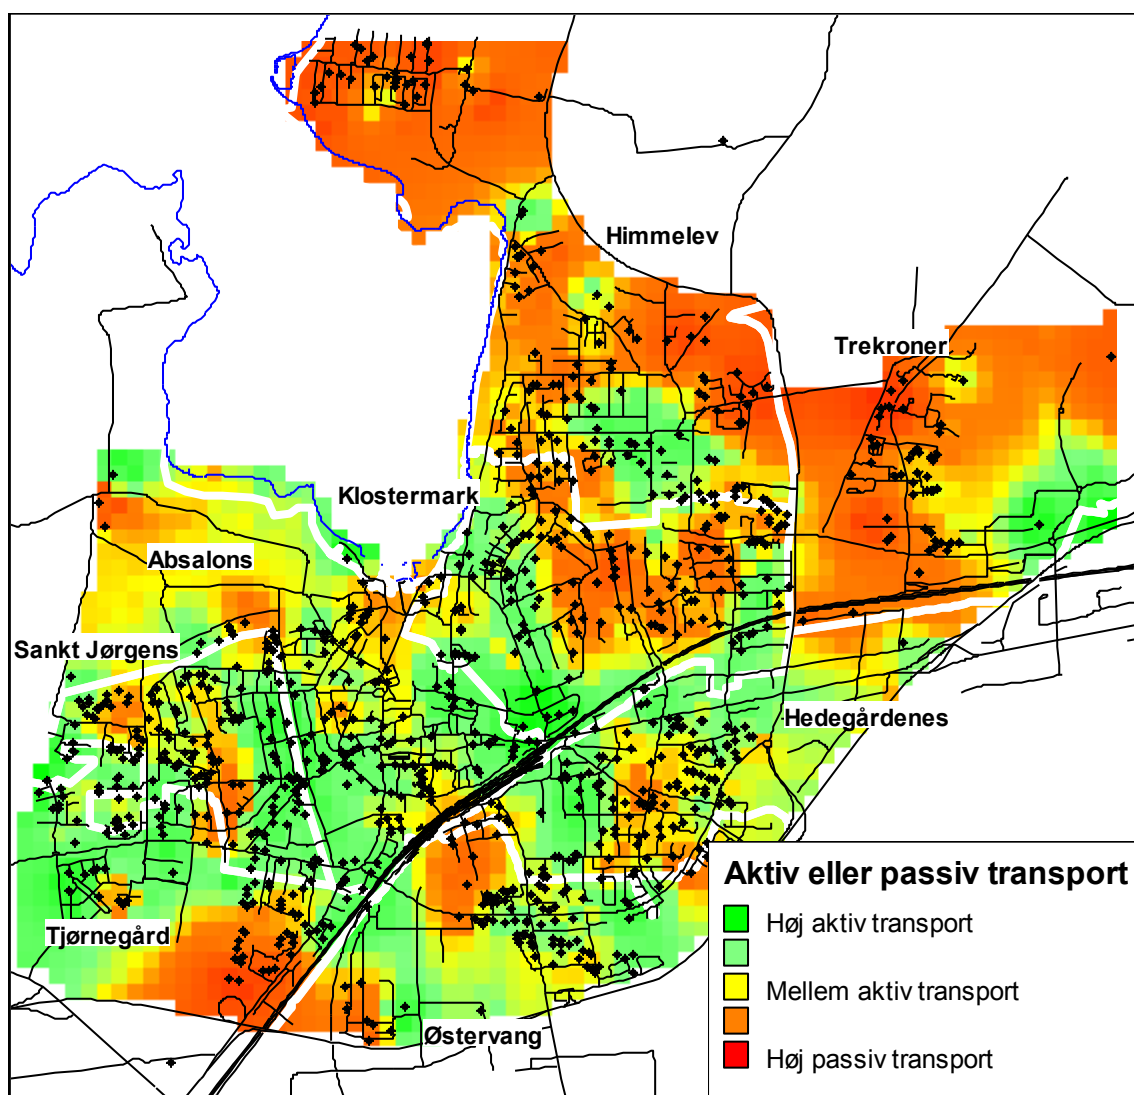 Himmelev
Trekroner
Klostermark
Absalons
Sankt Jørgens
Hedegårdenes
Tjørnegård
Østervang
Aktiv eller passiv transport
Høj aktiv transport
Mellem aktiv transport
Høj passiv transport